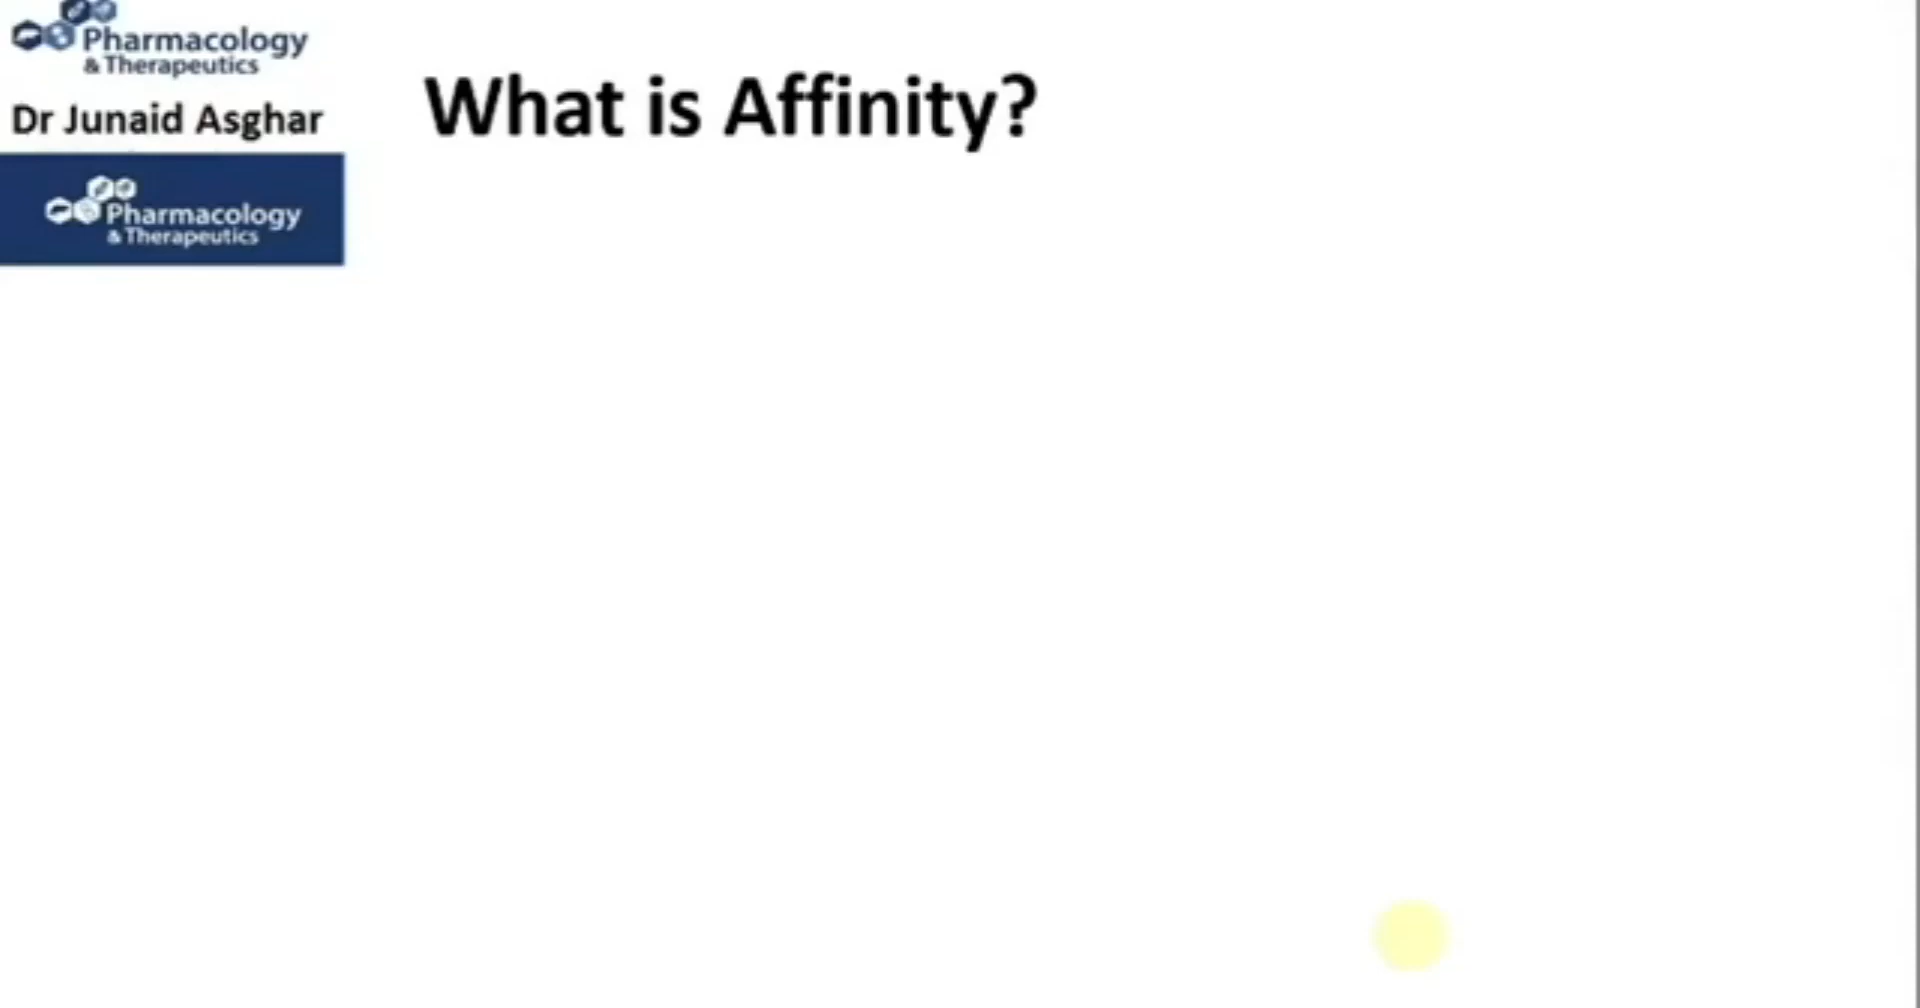 Pharmacology
& Therapeutics
Dr Junaid Asghar
What is Affinity?
Pharmacology
& Therapeutics